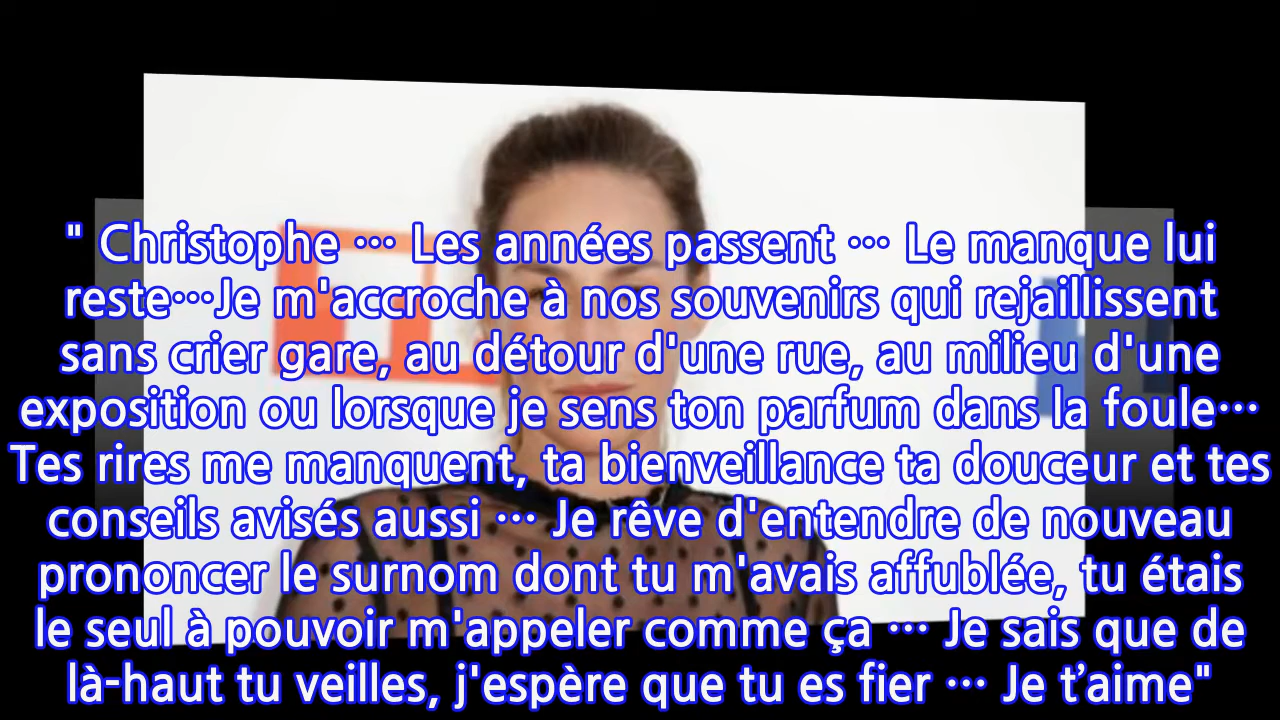 " Christophe ··· Les années passent ··· Le manque lui
reste···Je m'accroche à nos souvenirs qui rejaillissent
sans crier gare, au détour d'une rue, au milieu d'une
exposition ou lorsque je sens ton parfum dans la foule···
Tes rires me manquent, ta bienveillance ta douceur et tes
conseils avisés aussi ··· Je rêve d'entendre de nouveau
prononcer le surnom dont tu m'avais affublée, tu étais
le seul à pouvoir m'appeler comme ça ··· Je sais que de
là-haut tu veilles, j'espère que tu es fier ··· Je t’aime"